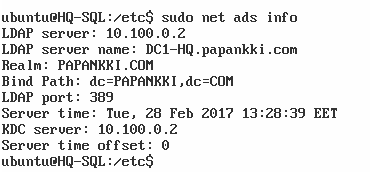 ubuntu@HQ-SQL:/etc$ sudo net ads info
LDAP server: 10.100.0.2
LDAP server name: DC1-HQ.papankki.com
Realm: PAPANKKI.COM
Bind Path: dc=PAPANKKI,dc=COM
LDAP port: 389
Server time: Tue, 28 Feb 2017 13:28:39 EET
KDC server: 10.100.0.2
Server time offset: 0
ubuntu@HQ-SQL:/etc$